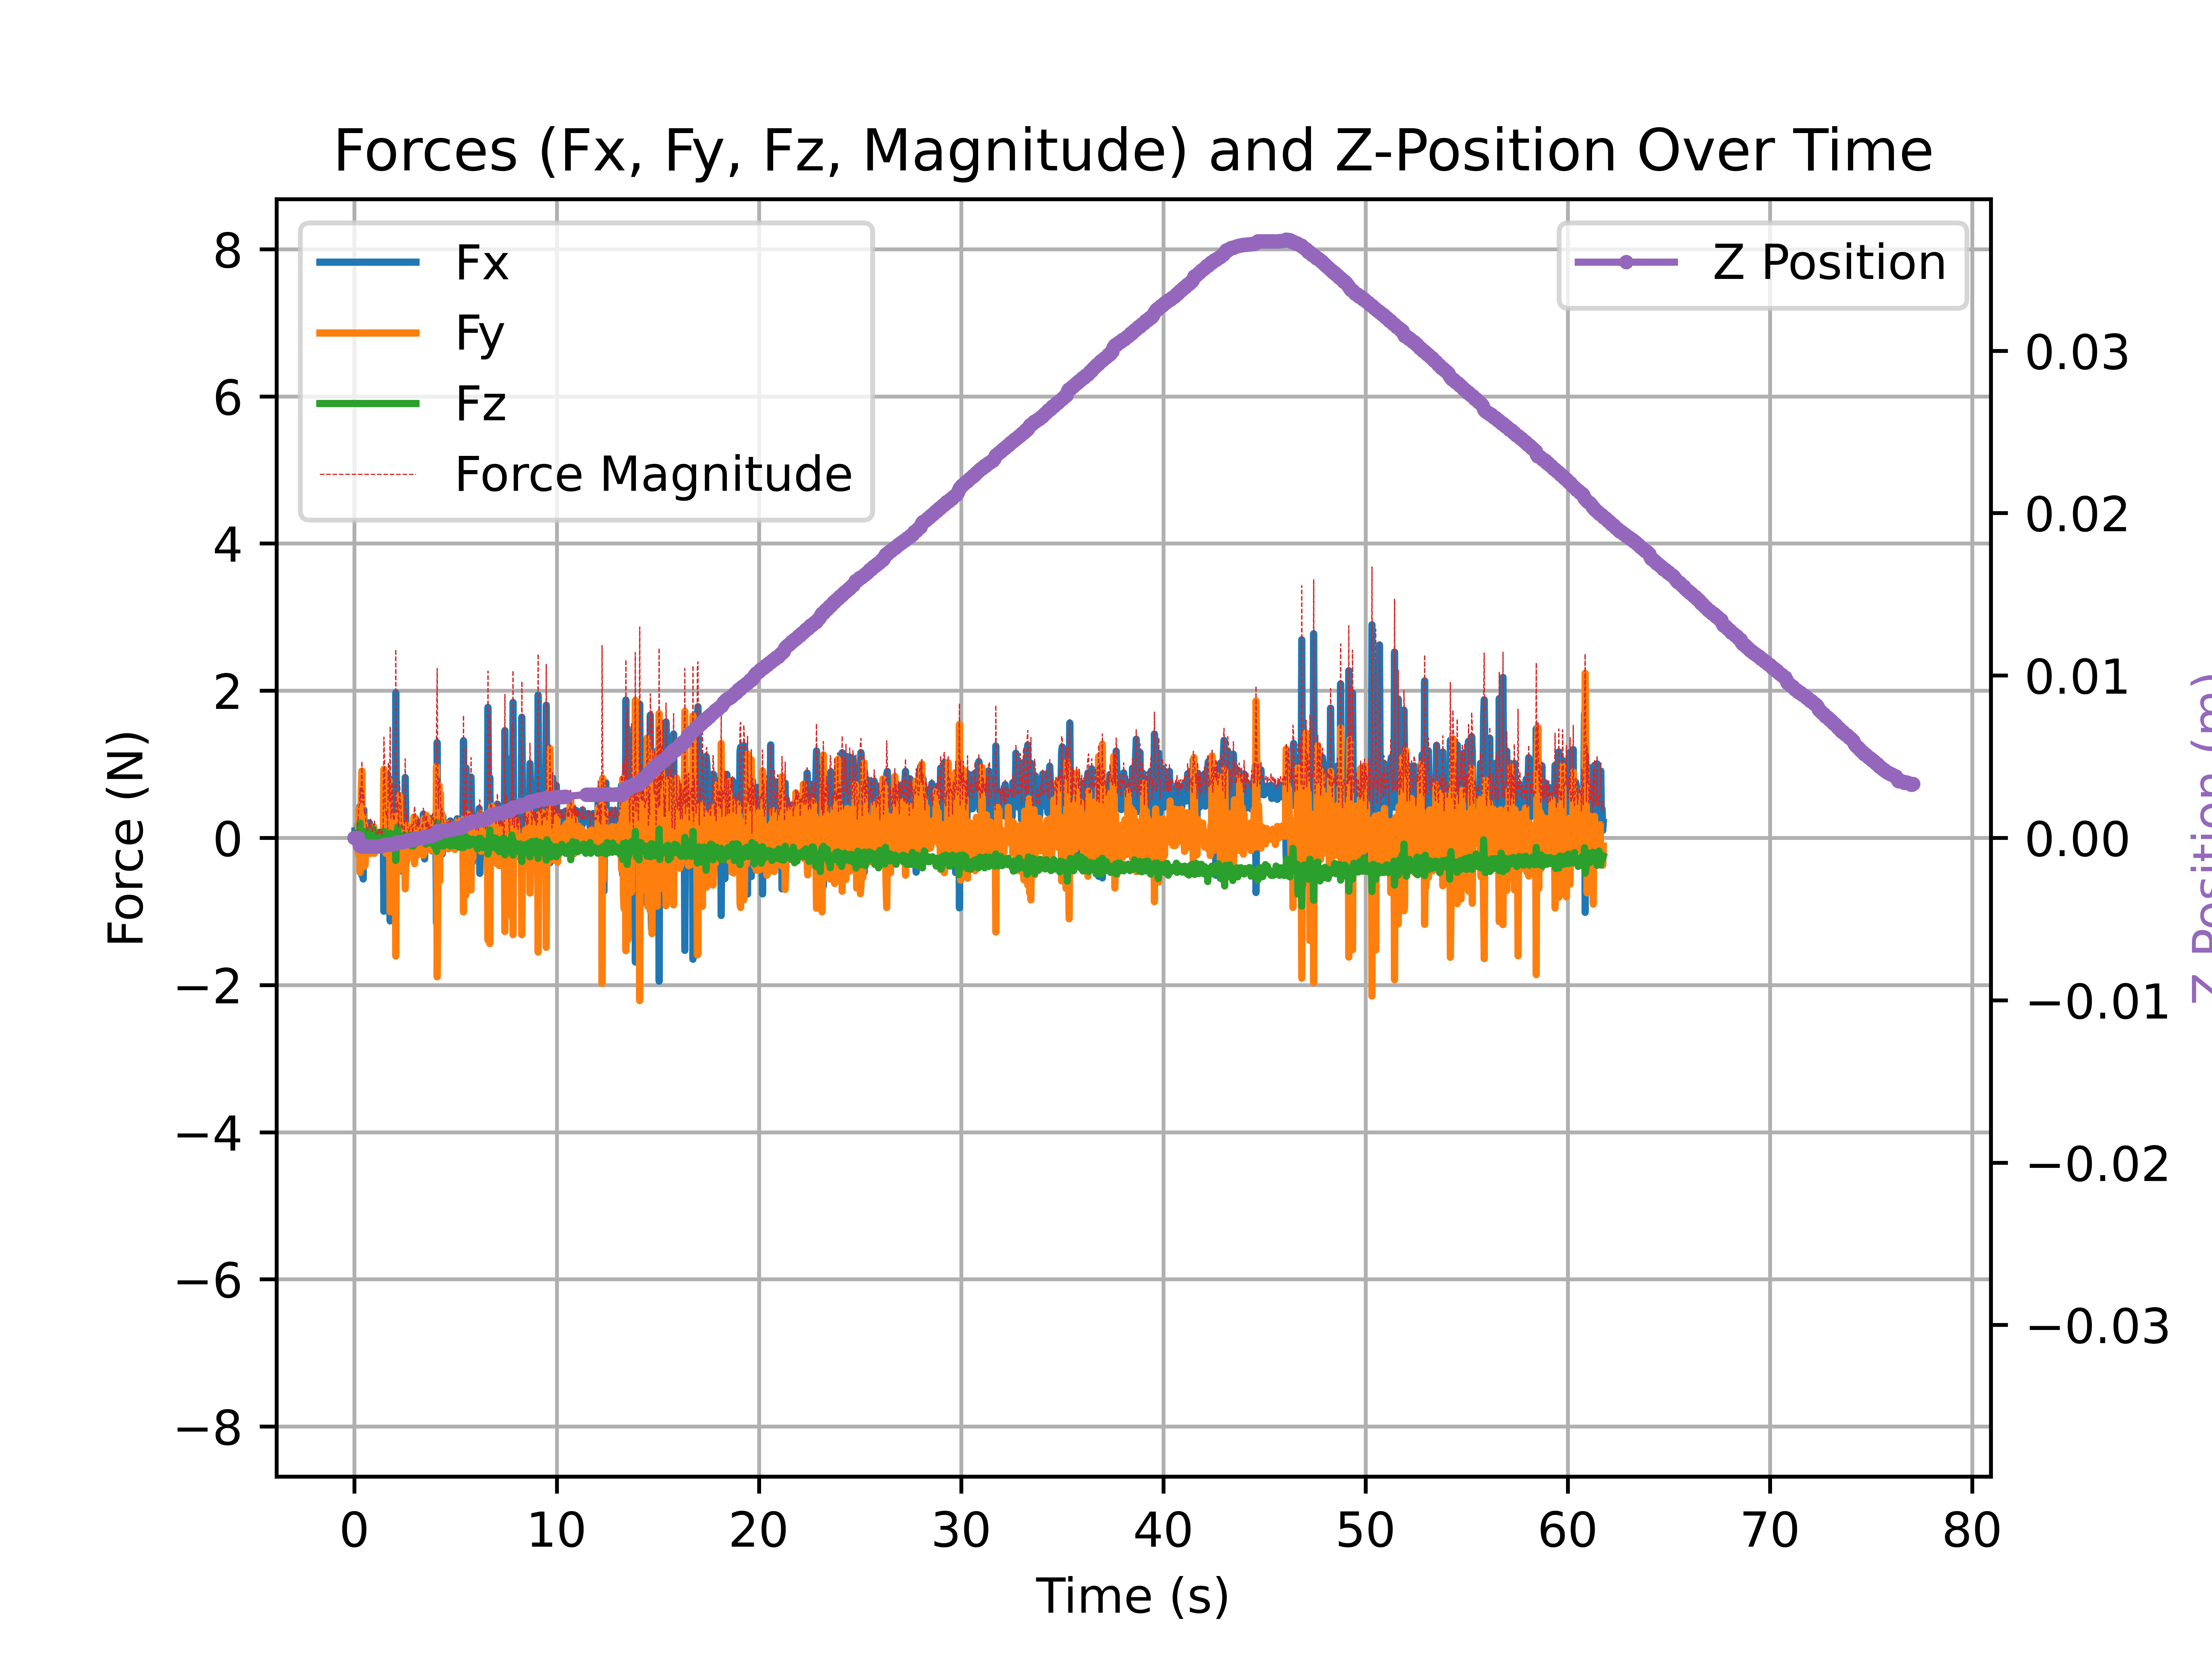 Forces (Fx, Fy, Fz, Magnitude) and Z-Position Over Time
Fx
Fy
Fz
Force Magnitude
Z Position
8
6
4
2
0
−2
−4
−6
−8
Force (N)
0.03
0.02
0.01
0.00
−0.01
−0.02
−0.03
Z Position (m)
0 10 20 30 40 50 60 70 80
Time (s)